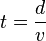 t = d/v